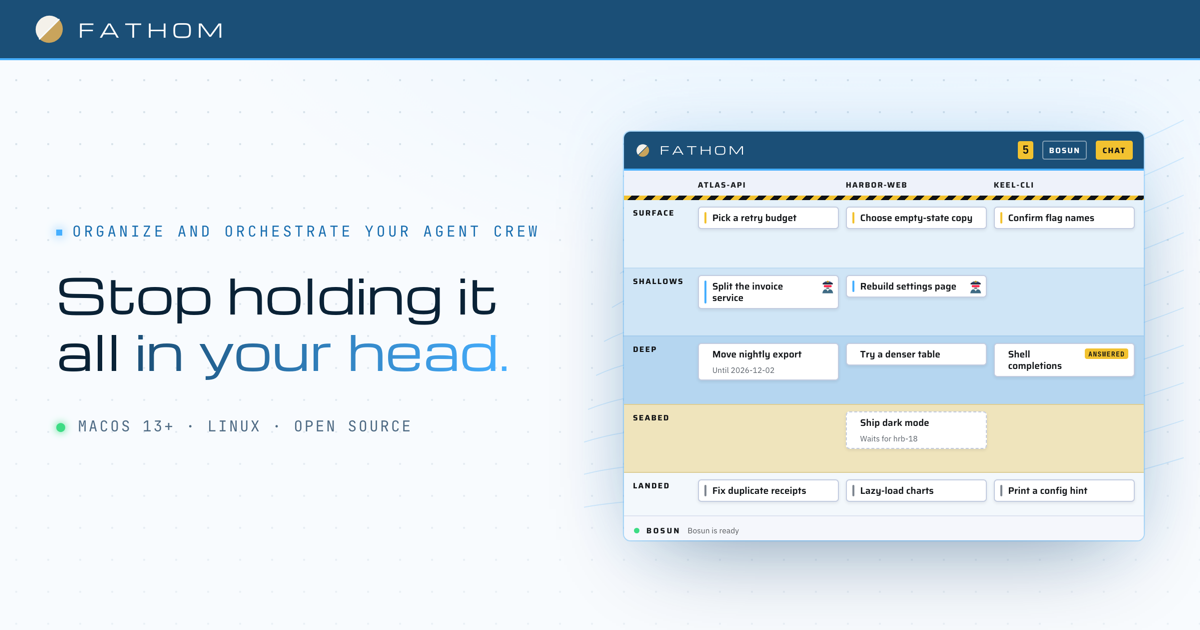 FATHOM
ORGANIZE AND ORCHESTRATE YOUR AGENT CREW
Stop holding it
all in your head.
MACOS 13+ · LINUX · OPEN SOURCE
FATHOM
5
BOSUN
CHAT
ATLAS-API
HARBOR-WEB
KEEL-CLI
SURFACE
Pick a retry budget
Choose empty-state copy
Confirm flag names
SHALLOWS
Split the invoice
service
Rebuild settings page
DEEP
Move nightly export
Until 2026-12-02
Try a denser table
Shell
completions
ANSWERED
SEABED
Ship dark mode
Waits for hrb-18
LANDED
Fix duplicate receipts
Lazy-load charts
Print a config hint
BOSUN
Bosun is ready